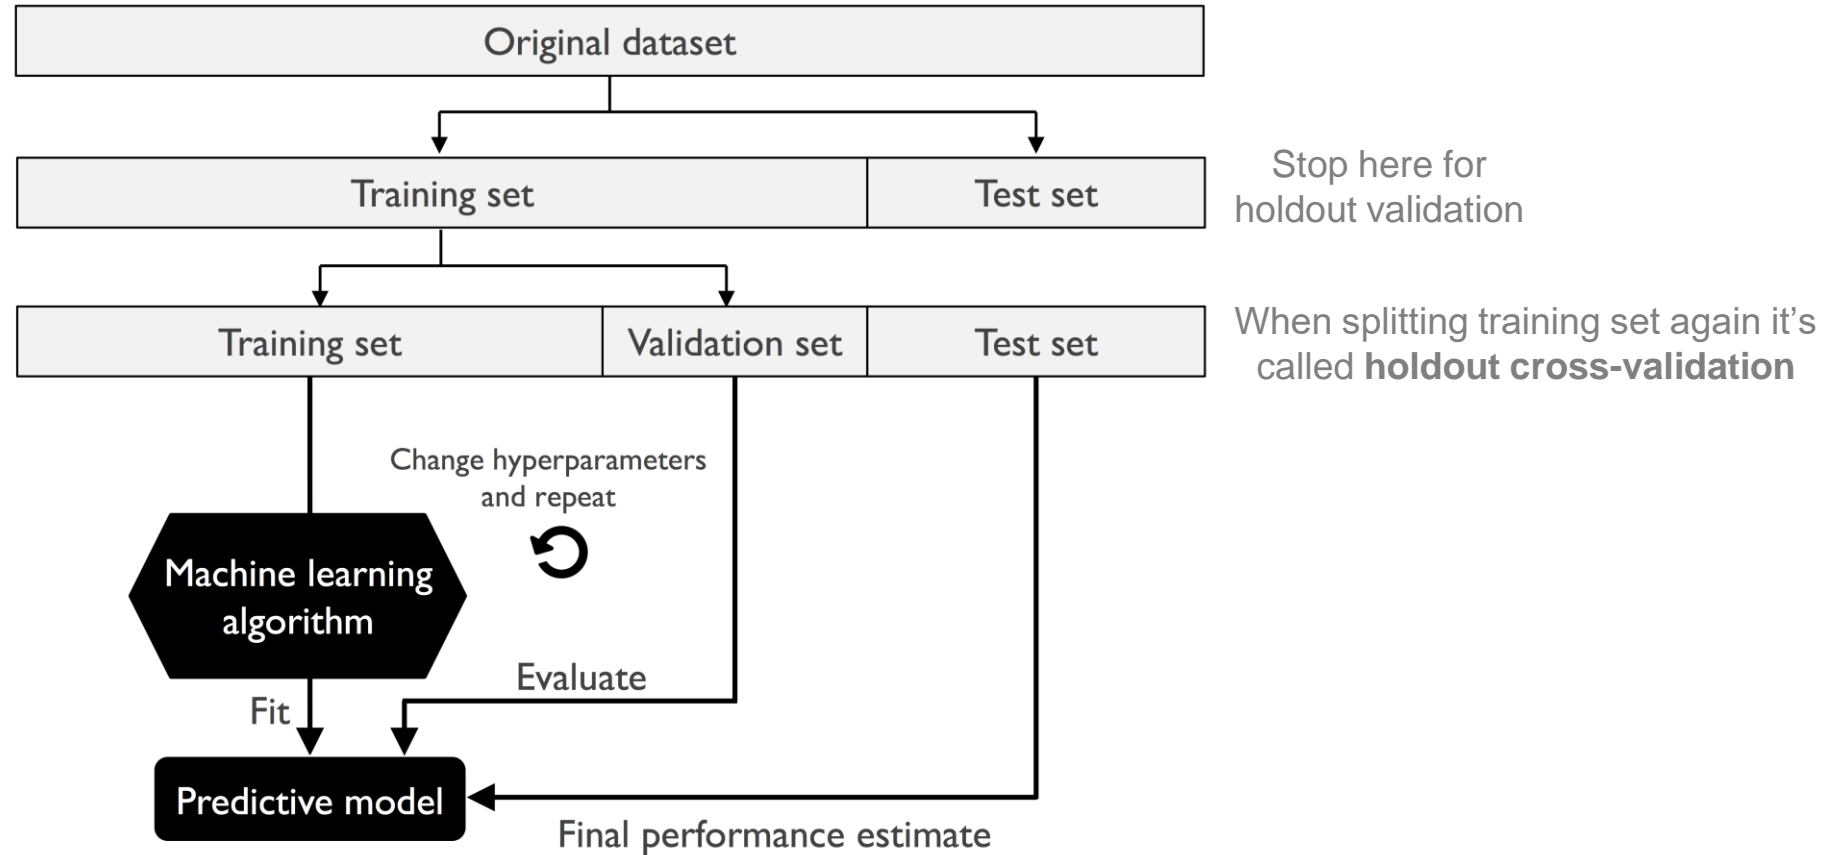 Original dataset
Training set
Test set
Stop here for
holdout validation
Training set
Validation set
Test set
When splitting training set again it's
called holdout cross-validation
Change hyperparameters
and repeat
Machine learning
algorithm
Evaluate
Fit
Predictive model
Final performance estimate